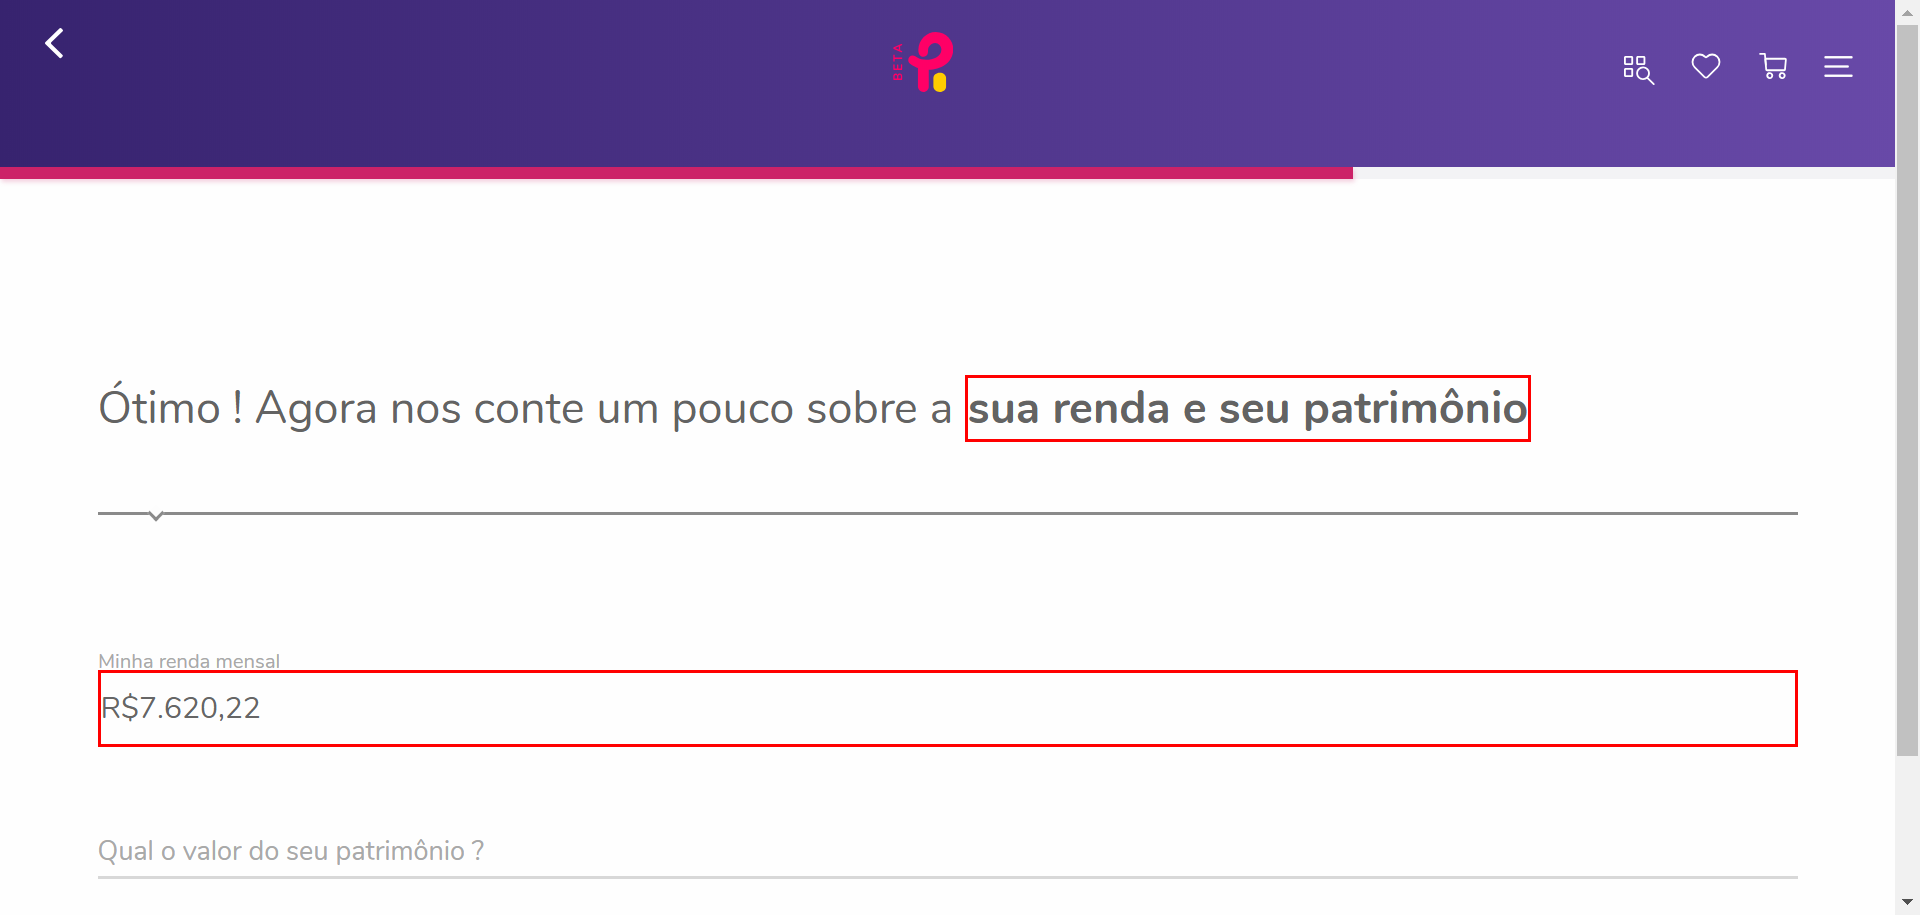 BETA
Ótimo ! Agora nos conte um pouco sobre a sua renda e seu patrimônio
Minha renda mensal
R$7.620,22
Qual o valor do seu patrimônio ?